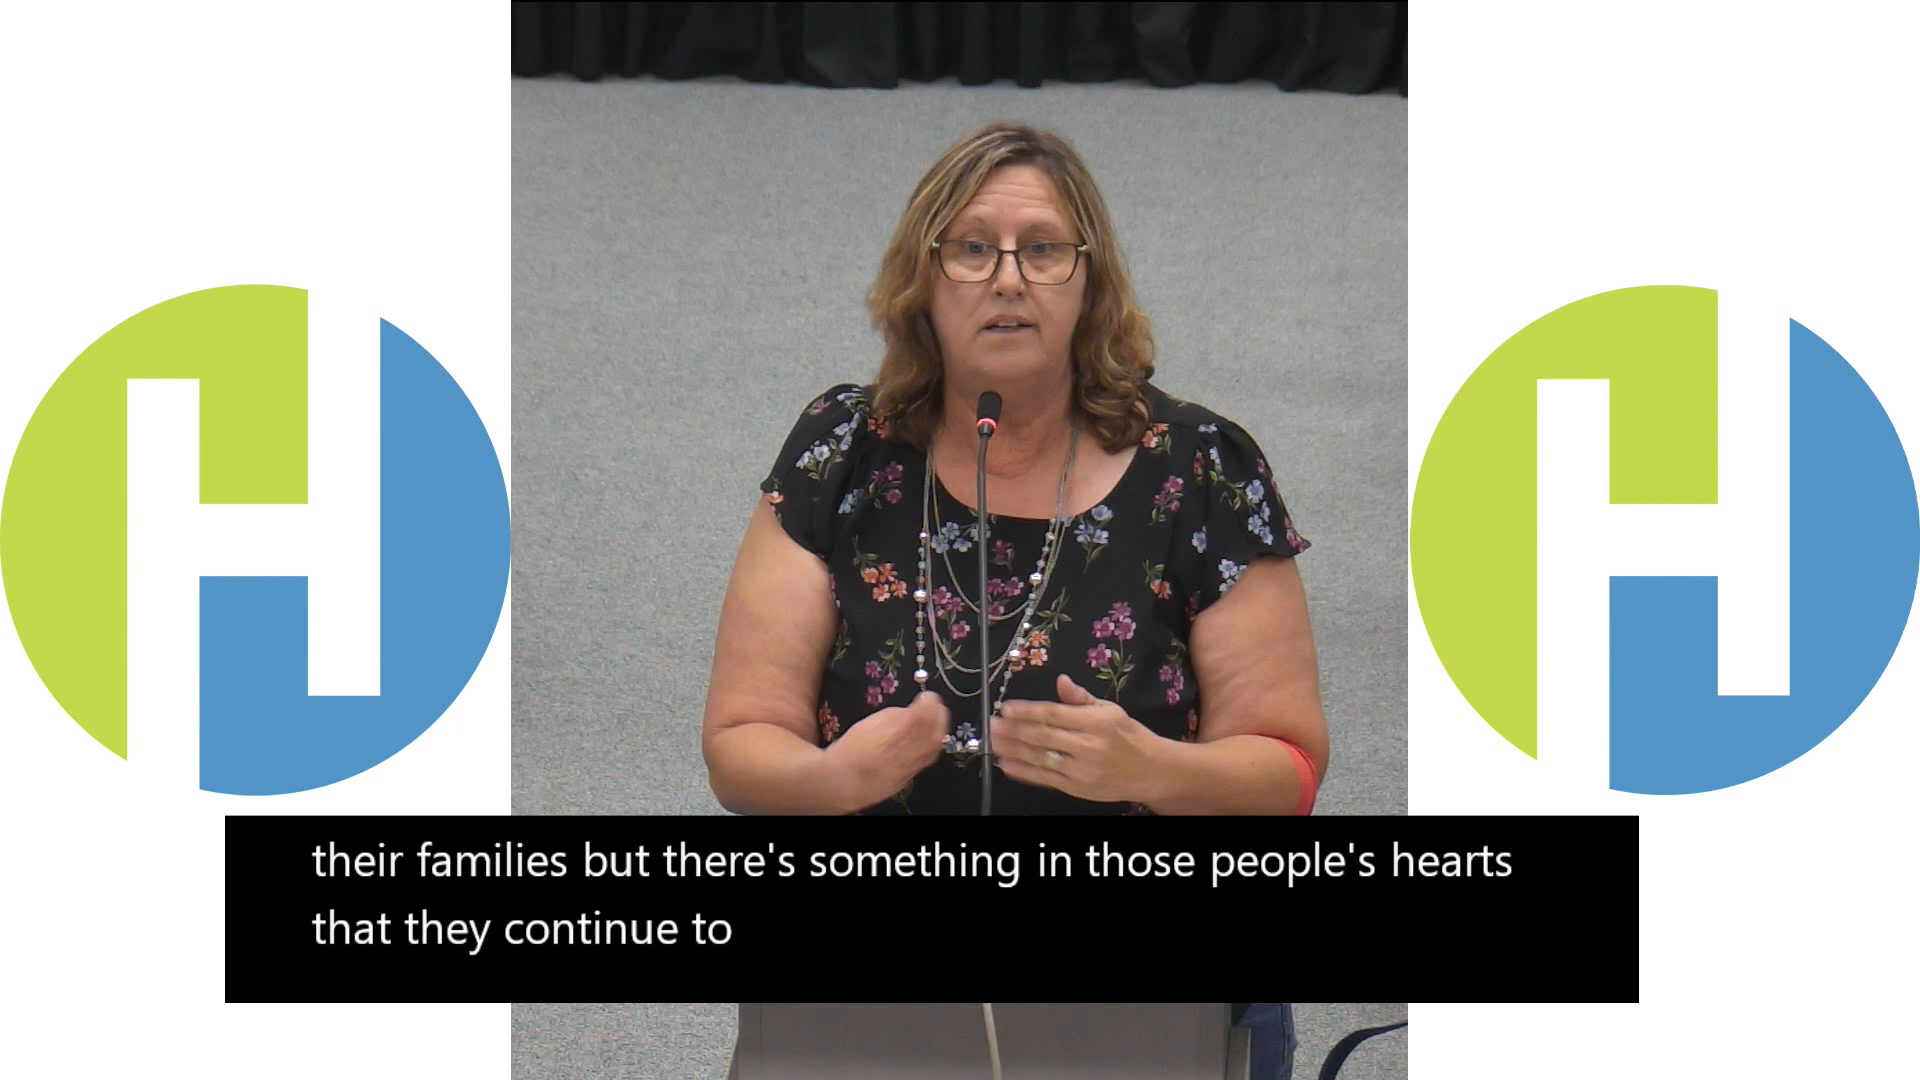 H
H
their families but there's something in those people's hearts
that they continue to